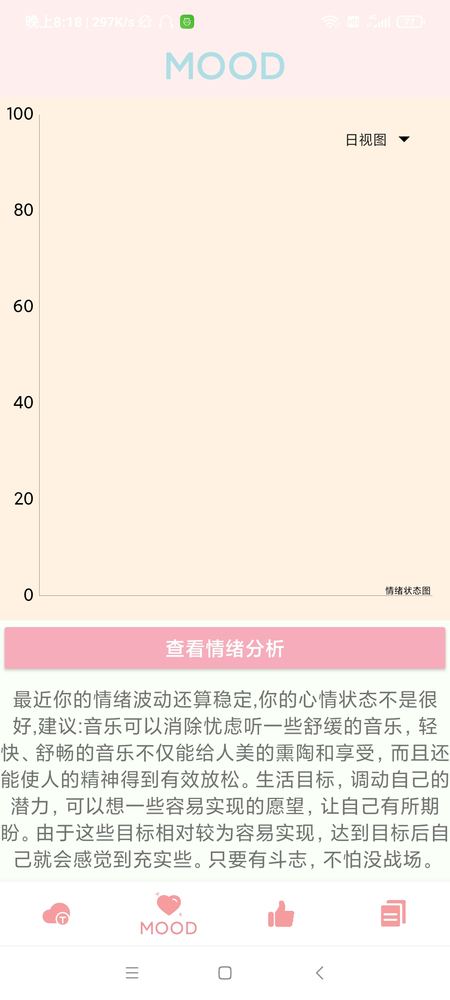 晚上8:18 | 297K/s HD 4G 77
MOOD
100
日视图
80
60
40
20
0
情绪状态图
查看情绪分析
最近你的情绪波动还算稳定,你的心情状态不是很
好,建议:音乐可以消除忧虑听一些舒缓的音乐，轻
快、舒畅的音乐不仅能给人美的熏陶和享受，而且还
能使人的精神得到有效放松。生活目标，调动自己的
潜力，可以想一些容易实现的愿望，让自己有所期
盼。由于这些目标相对较为容易实现，达到目标后自
己就会感觉到充实些。只要有斗志，不怕没战场。
T
MOOD